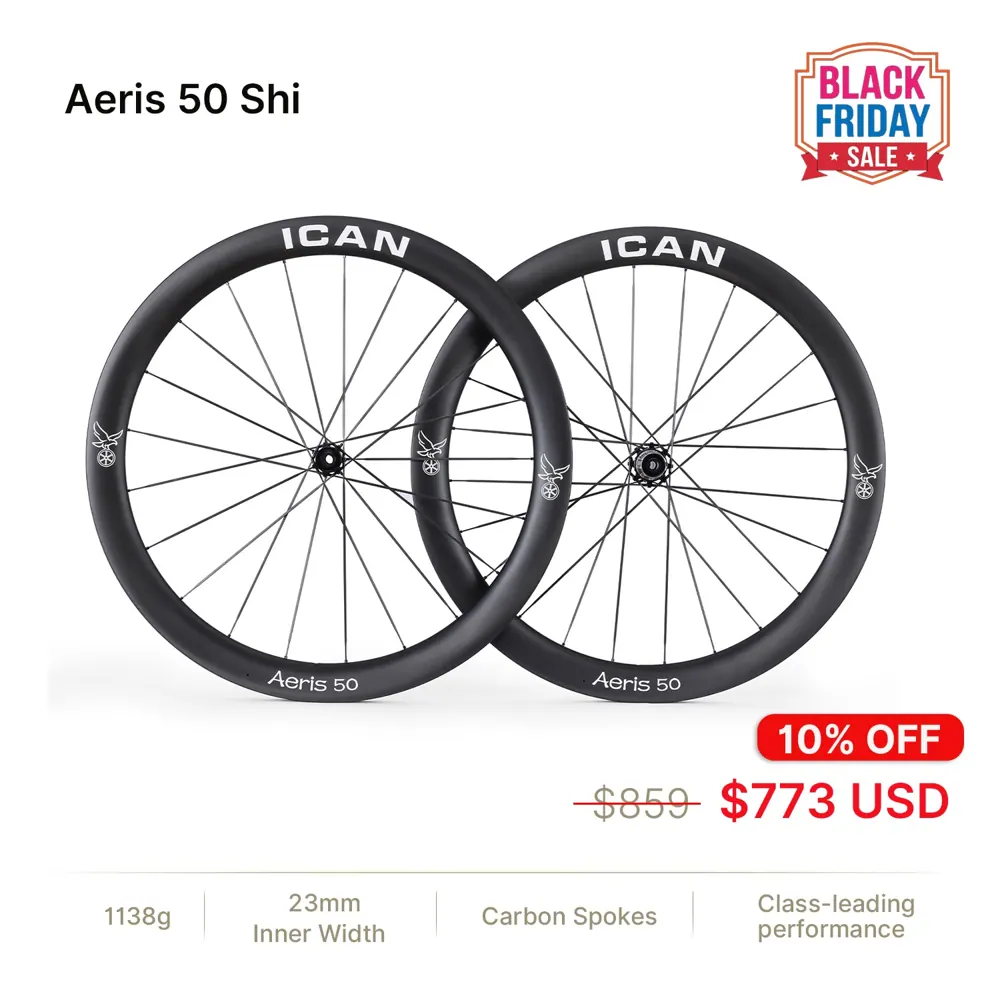 Aeris 50 Shi
BLACK
FRIDAY
SALE
ICAN
ICAN
Aeris 50
Aeris 50
10% OFF
$859 $773 USD
1138g
23mm
Inner Width
Carbon Spokes
Class-leading
performance